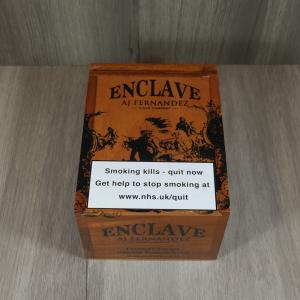 ENCLAVE
AJ FERNANDEZ
Smoking kills - quit now
Get help to stop smoking at
www.nhs.uk/quit
ENCLAVE
AJ FERNANDEZ